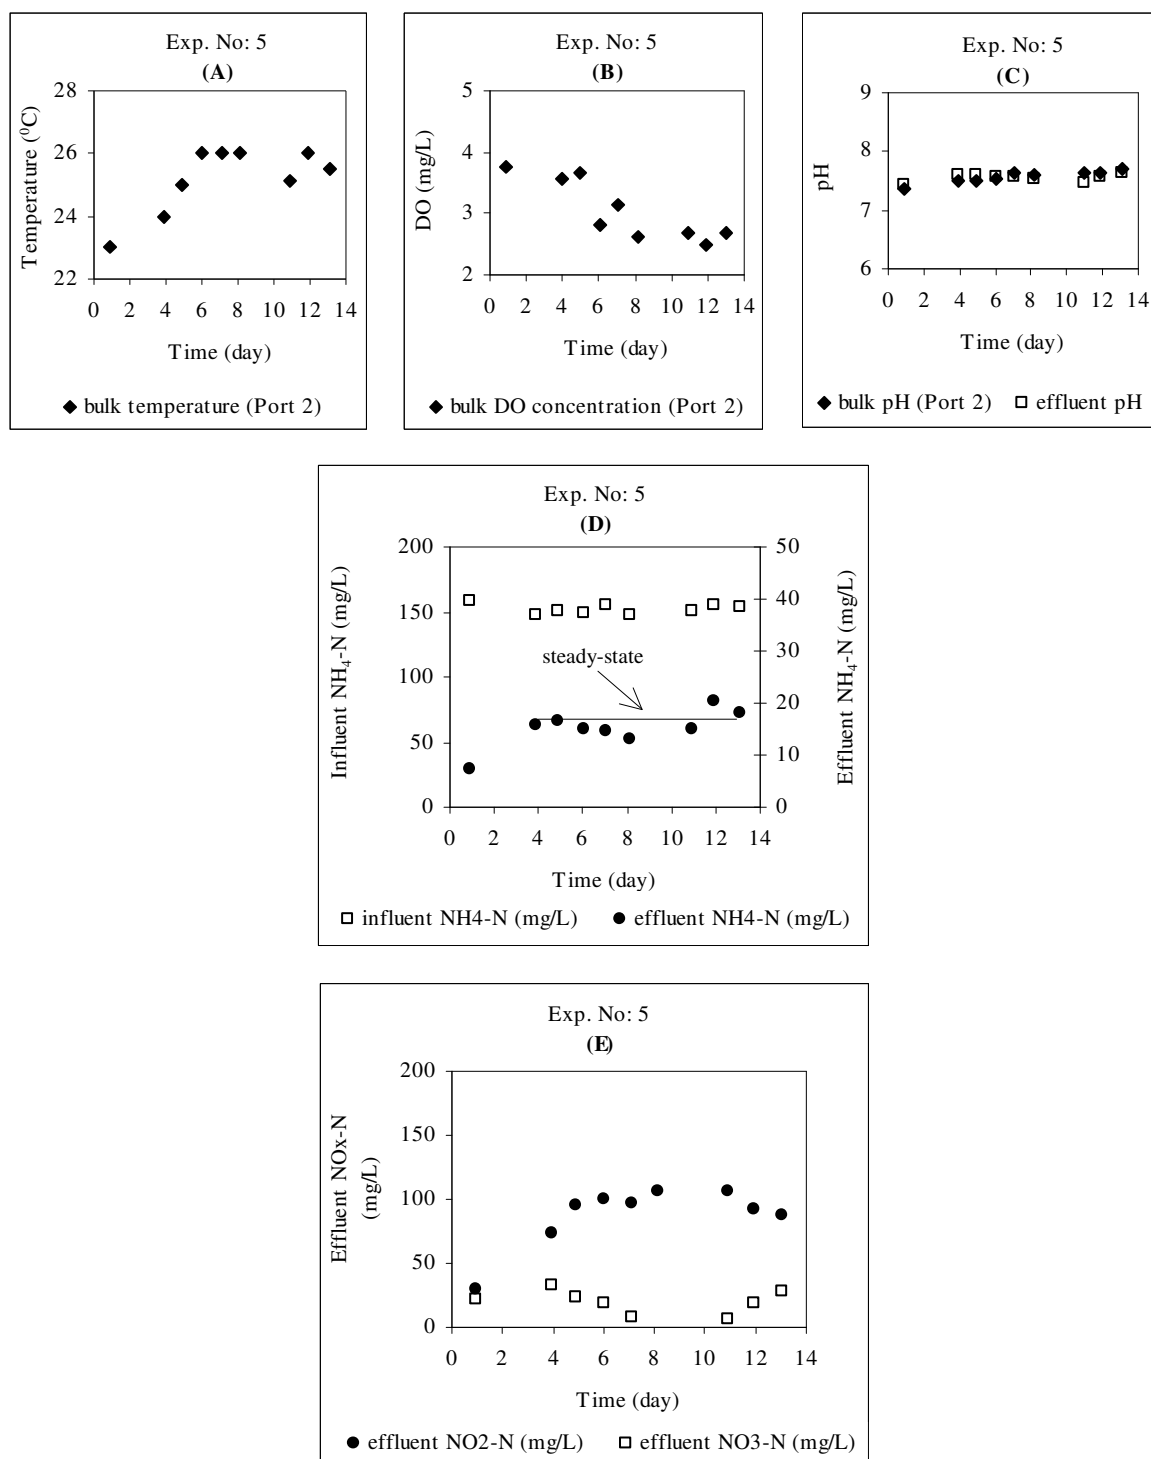 Exp. No: 5
(A)
Temperature (⁰C)
28
26
24
22
0 2 4 6 8 10 12 14
Time (day)
bulk temperature (Port 2)
Exp. No: 5
(B)
DO (mg/L)
5
4
3
2
0 2 4 6 8 10 12 14
Time (day)
bulk DO concentration (Port 2)
Exp. No: 5
(C)
pH
9
8
7
6
0 2 4 6 8 10 12 14
Time (day)
bulk pH (Port 2) effluent pH
Exp. No: 5
(D)
Influent NH₄-N (mg/L)
200
150
100
50
0
steady-state
50
40
30
20
10
0
Effluent NH₄-N (mg/L)
0 2 4 6 8 10 12 14
Time (day)
influent NH4-N (mg/L) effluent NH4-N (mg/L)
Exp. No: 5
(E)
Effluent NOx-N
(mg/L)
200
150
100
50
0
0 2 4 6 8 10 12 14
Time (day)
effluent NO2-N (mg/L) effluent NO3-N (mg/L)